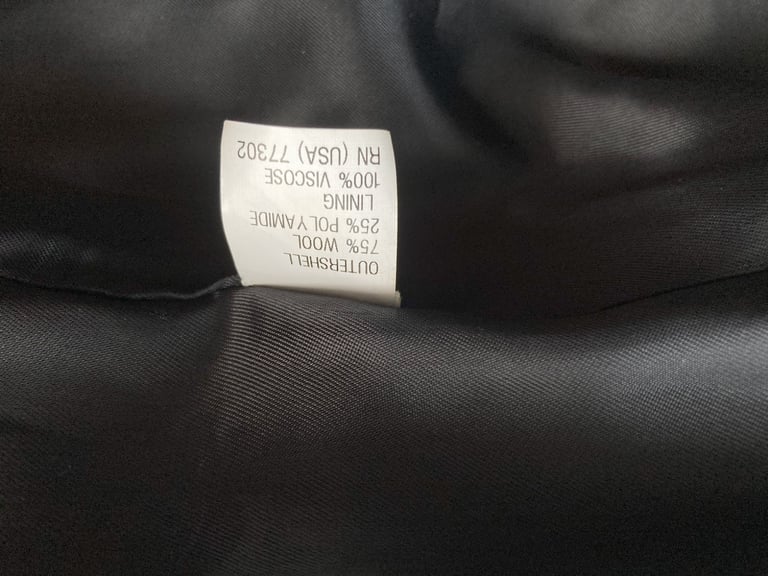 OUTERSHELL
75% WOOL
25% POLYAMIDE
LINING
100% VISCOSE
RN (USA) 77302